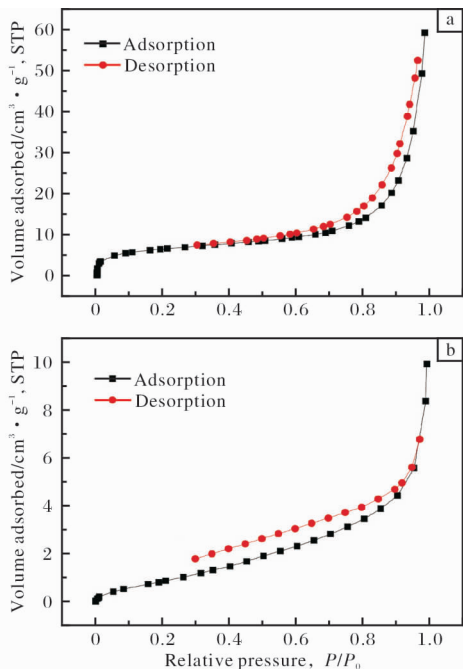 a
60
Adsorption
Desorption
50
40
30
20
10
0
Volume adsorbed/cm³·g⁻¹, STP
0 0.2 0.4 0.6 0.8 1.0
b
10
Adsorption
Desorption
8
6
4
2
0
Volume adsorbed/cm³·g⁻¹, STP
0 0.2 0.4 0.6 0.8 1.0
Relative pressure, P/P₀